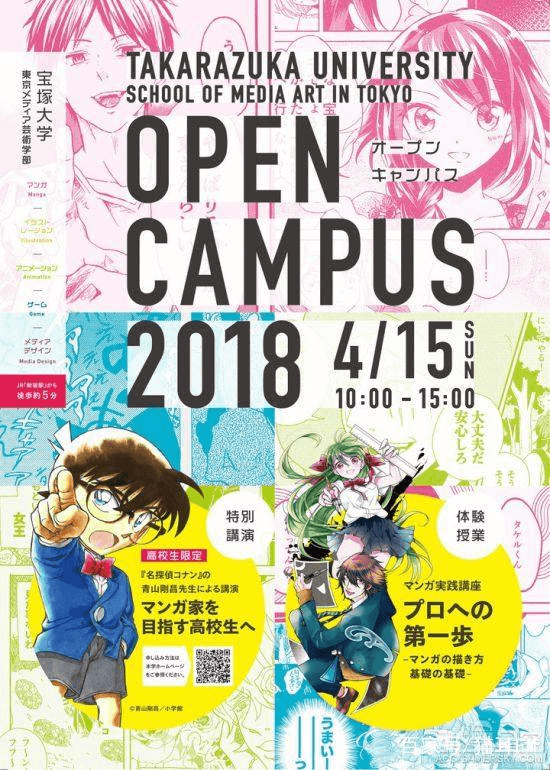 TAKARAZUKA UNIVERSITY
SCHOOL OF MEDIA ART IN TOKYO
OPEN
オープン
キャンパス
CAMPUS
2018
4/15
SUN
10:00 - 15:00
宝塚大学
東京メディア芸術学部
マンガ
Manga
イラスト
レーション
Illustration
アニメーション
Animation
ゲーム
Game
メディア
デザイン
Media Design
JR「新宿駅」から
徒歩約5分
特別
講演
高校生限定
『名探偵コナン』の
青山剛昌先生による講演
マンガ家を
目指す高校生へ
申し込み方法は
本学ホームページ
をご参照ください。
©青山剛昌/小学館
体験
授業
マンガ実践講座
プロへの
第一歩
-マンガの描き方
基礎の基礎-
大丈夫だ
安心しろ
タケルくん
女王
うまい!
フーン
フ〜